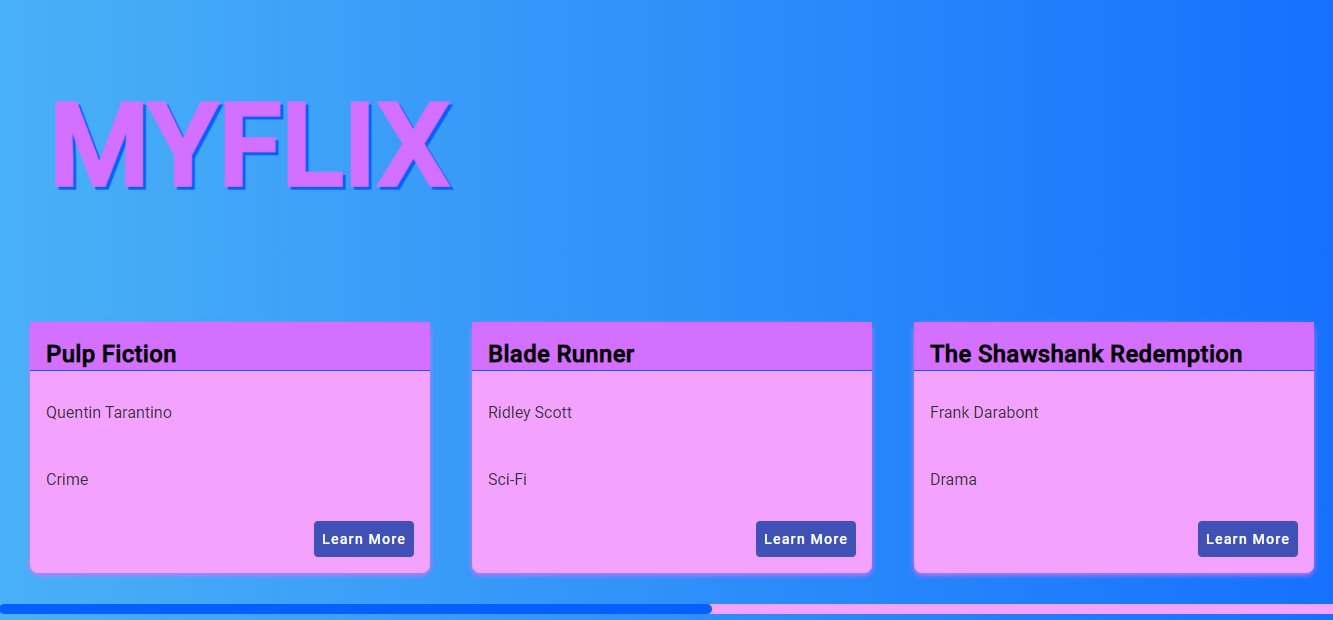 MYFLIX
Pulp Fiction
Quentin Tarantino
Crime
Learn More
Blade Runner
Ridley Scott
Sci-Fi
Learn More
The Shawshank Redemption
Frank Darabont
Drama
Learn More